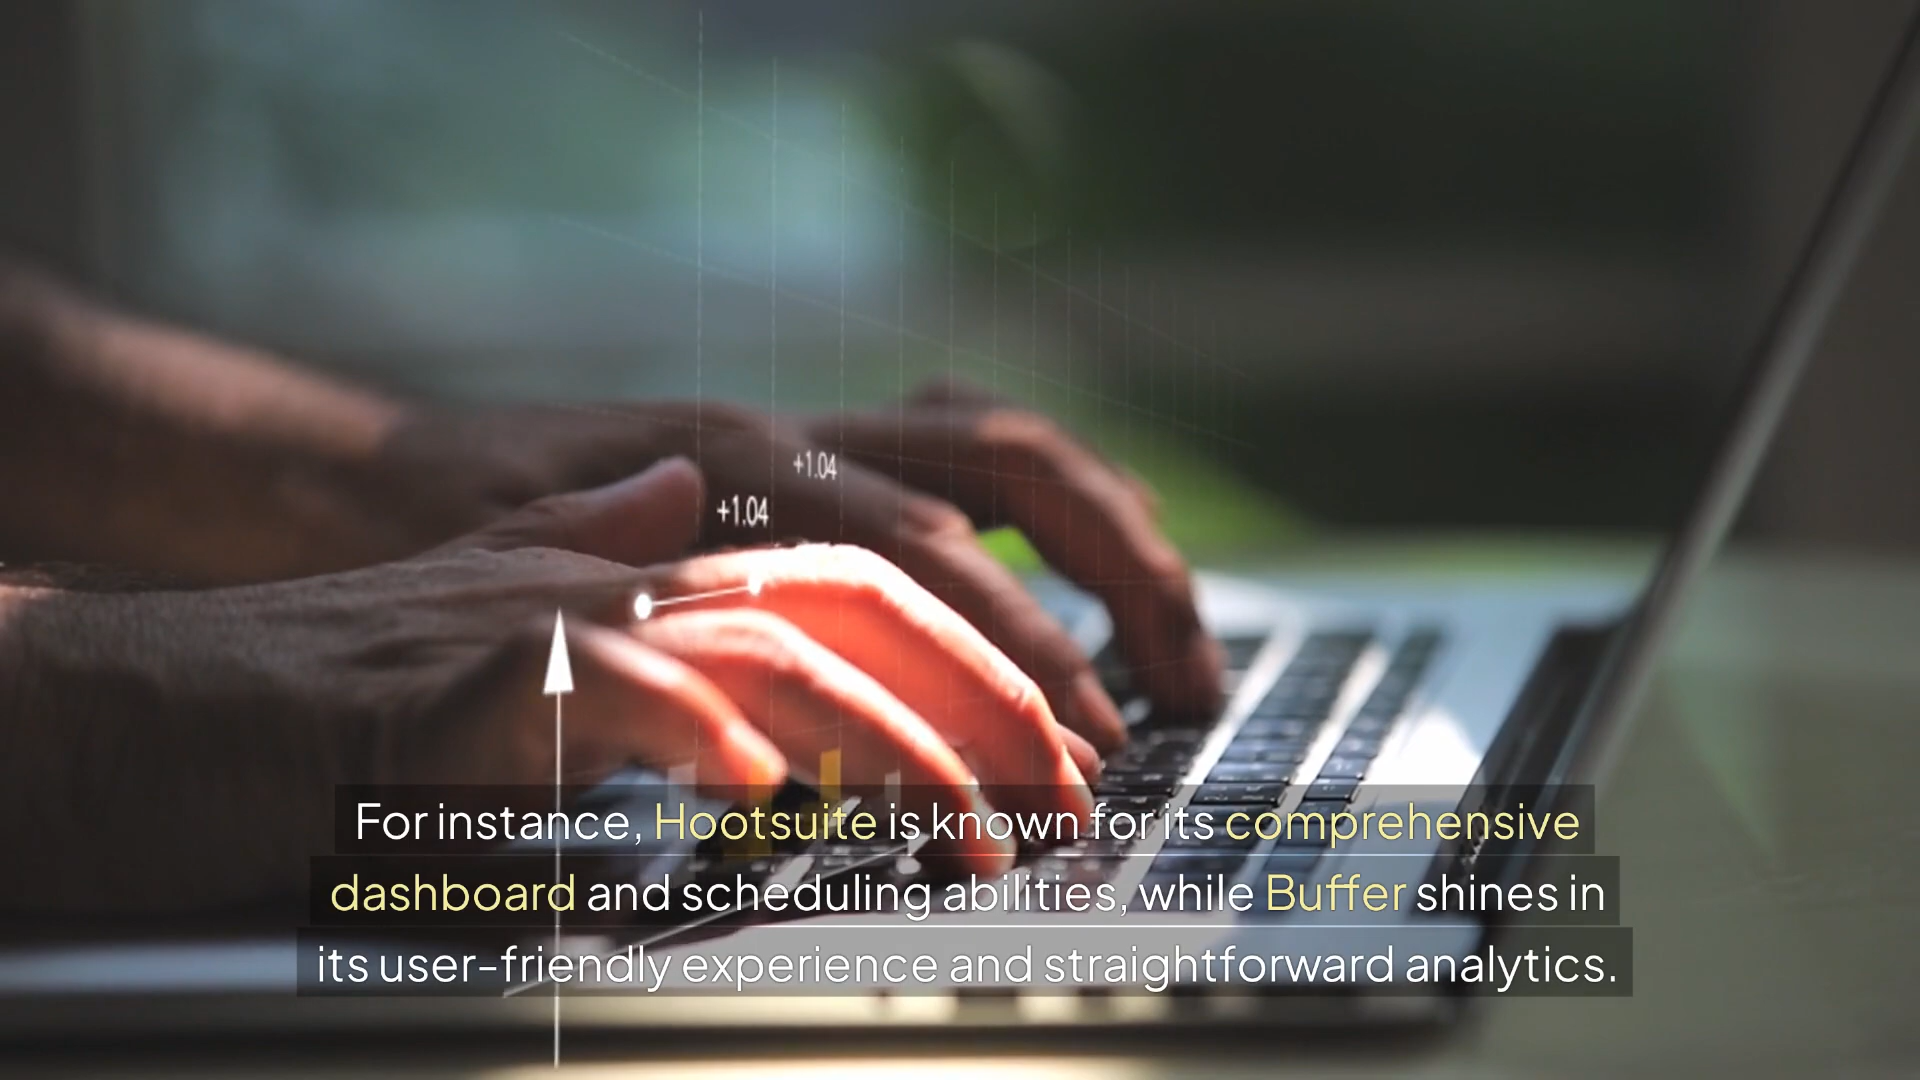 +1.04
+1.04
For instance, Hootsuite is known for its comprehensive
dashboard and scheduling abilities, while Buffer shines in
its user-friendly experience and straightforward analytics.